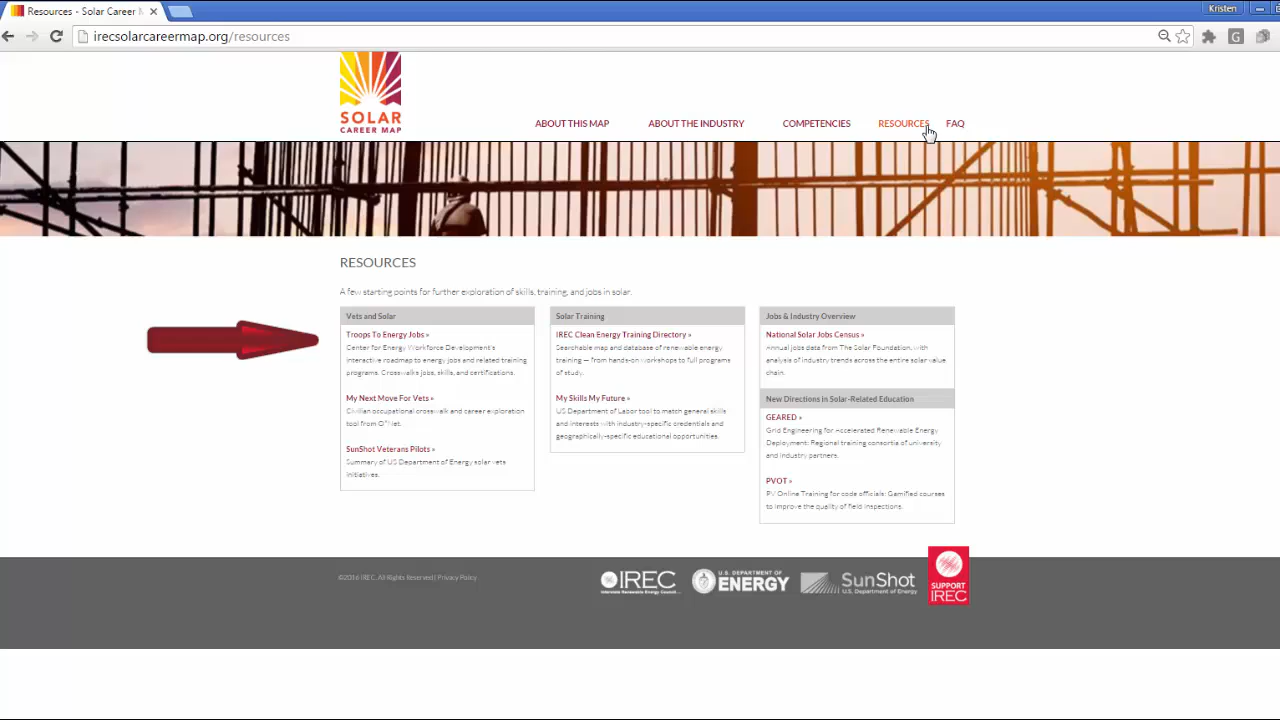 Resources - Solar Career M
Kristen
irecsolarcareermap.org/resources
SOLAR
CAREER MAP
ABOUT THIS MAP
ABOUT THE INDUSTRY
COMPETENCIES
RESOURCES
FAQ
RESOURCES
A few starting points for further exploration of skills, training, and jobs in solar.
Vets and Solar
Troops To Energy Jobs »
Center for Energy Workforce Development's
interactive roadmap to energy jobs and related training
programs. Crosswalks jobs, skills, and certifications.
My Next Move For Vets »
Civilian occupational crosswalk and career exploration
tool from O*Net.
SunShot Veterans Pilots »
Summary of US Department of Energy solar vets
initiatives.
Solar Training
IREC Clean Energy Training Directory »
Searchable map and database of renewable energy
training — from hands-on workshops to full programs
of study.
My Skills My Future »
US Department of Labor tool to match general skills
and interests with industry-specific credentials and
geographically-specific educational opportunities.
Jobs & Industry Overview
National Solar Jobs Census »
Annual jobs data from The Solar Foundation, with
analysis of industry trends across the entire solar value
chain.
New Directions in Solar-Related Education
GEARED »
Grid Engineering for Accelerated Renewable Energy
Deployment: Regional training consortia of university
and industry partners.
PVOT »
PV Online Training for code officials: Gamified courses
to improve the quality of field inspections.
©2016 IREC. All Rights Reserved | Privacy Policy
IREC
Interstate Renewable Energy Council
U.S. DEPARTMENT OF
ENERGY
SunShot
U.S. Department of Energy
SUPPORT
IREC
G